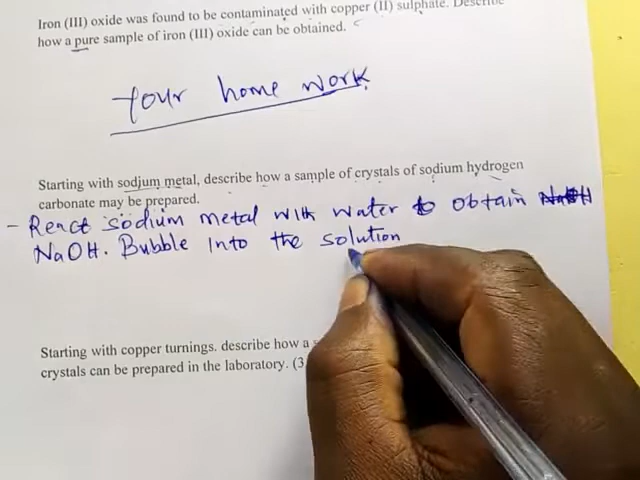 Iron (III) oxide was found to be contaminated with copper (II) sulphate. Describe
how a pure sample of iron (III) oxide can be obtained.
Your home work.
Starting with sodium metal, describe how a sample of crystals of sodium hydrogen
carbonate may be prepared.
- React sodium metal with water to obtain NaOH
NaOH. Bubble into the solution
Starting with copper turnings. describe how a
crystals can be prepared in the laboratory. (3